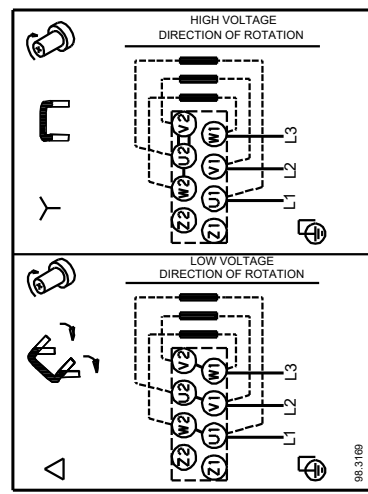 HIGH VOLTAGE
DIRECTION OF ROTATION
V2
U2
W2
Z2
W1
V1
U1
Z1
L3
L2
L1
LOW VOLTAGE
DIRECTION OF ROTATION
V2
U2
W2
Z2
W1
V1
U1
Z1
L3
L2
L1
98.3169